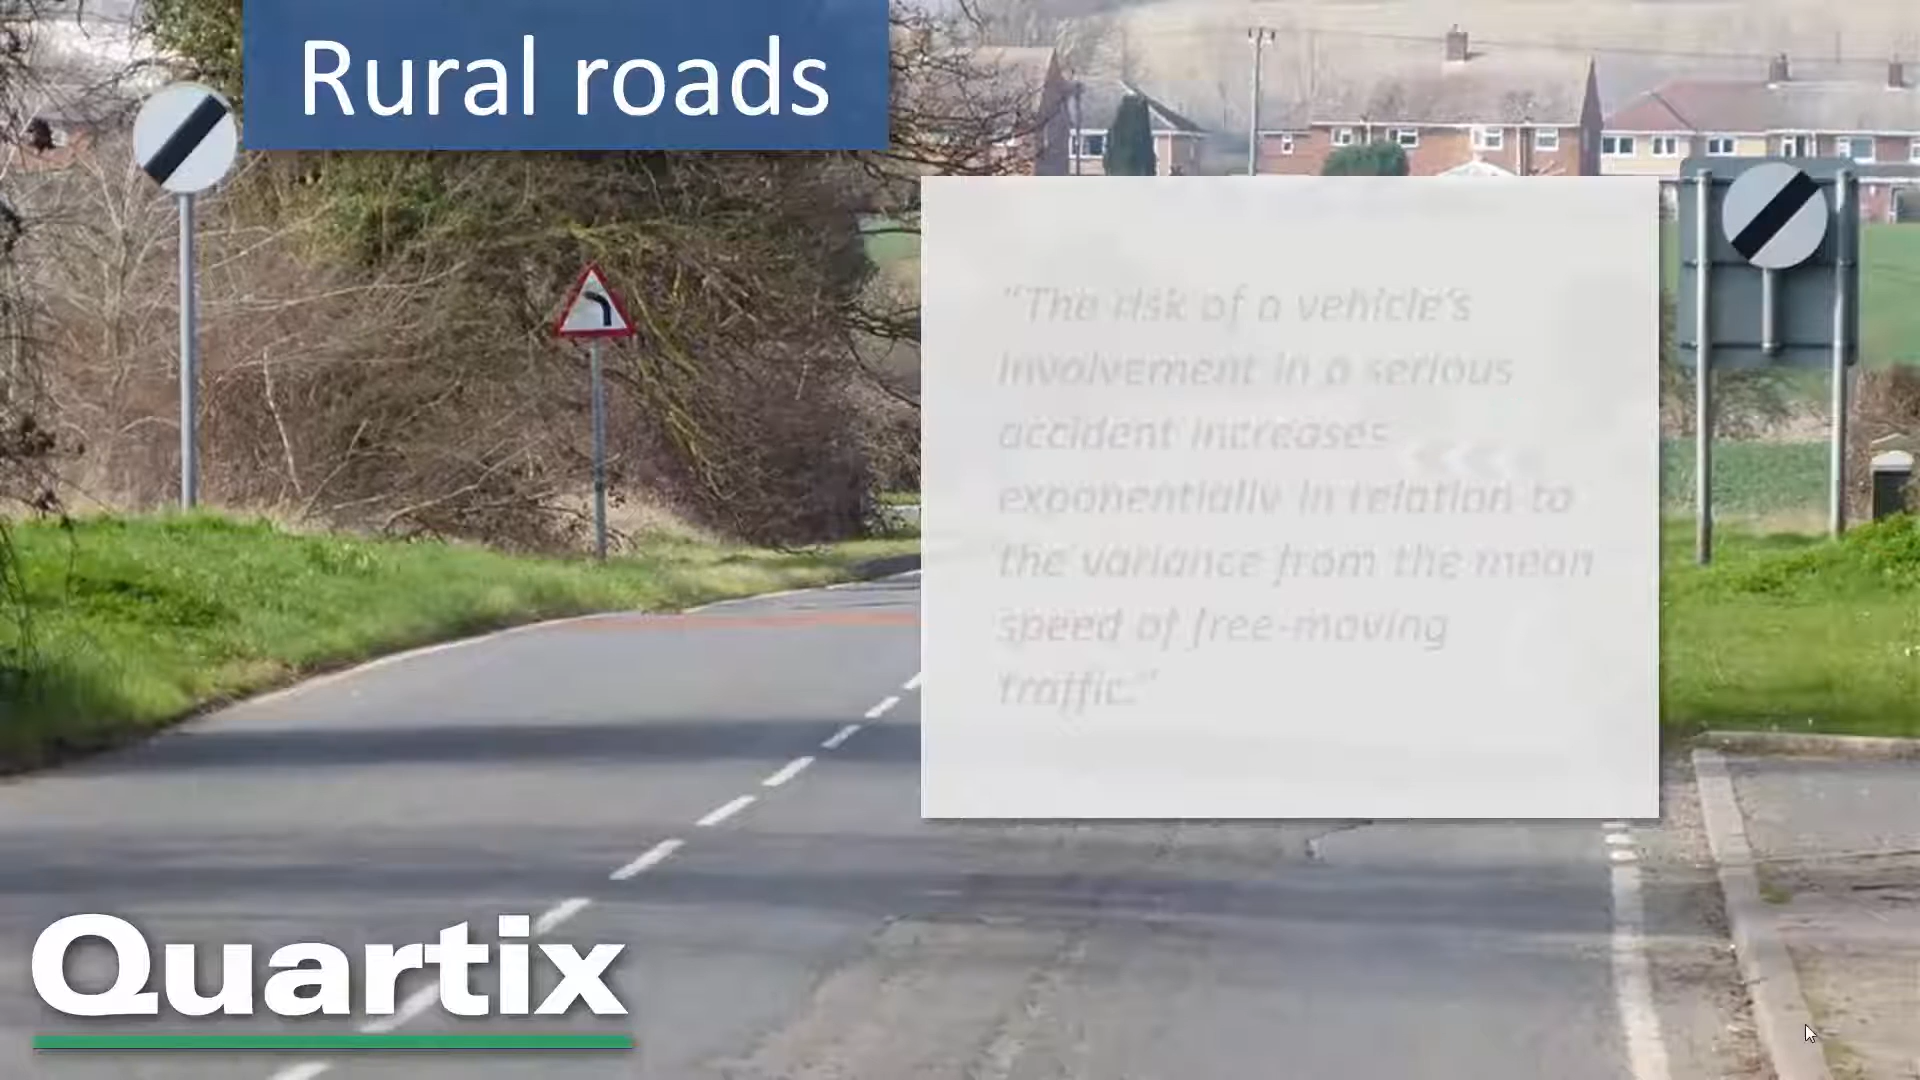 Rural roads
“The risk of a vehicle’s
involvement in a serious
accident increases
exponentially in relation to
the variance from the mean
speed of free-moving
traffic.”
Quartix